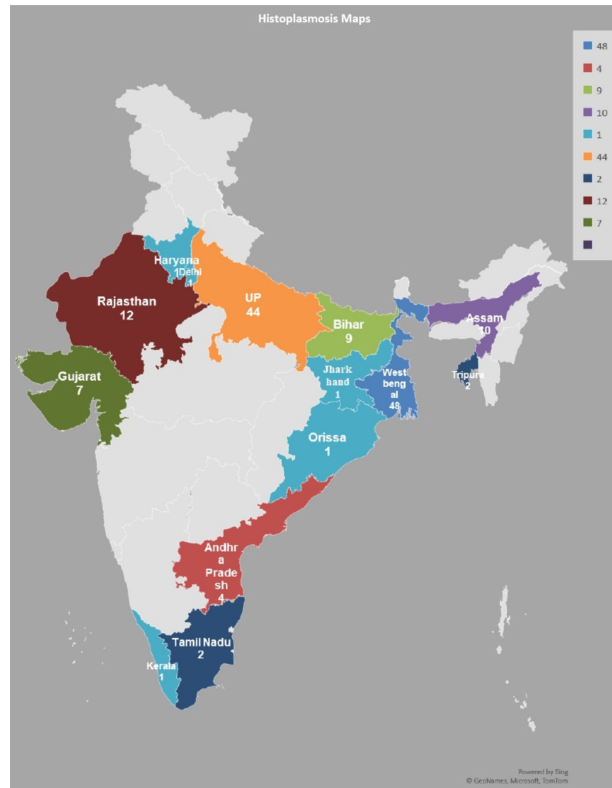 Histoplasmosis Maps
48
4
9
10
1
44
2
12
7
Haryana
1
Delhi
1
Rajasthan
12
UP
44
Bihar
9
Assam
10
Gujarat
7
Jhark
hand
1
West
beng
al
48
Tripura
2
Orissa
1
Andhr
a
Prade
sh
4
Tamil Nadu
2
Kerala
1
Powered by Bing
© GeoNames, Microsoft, TomTom